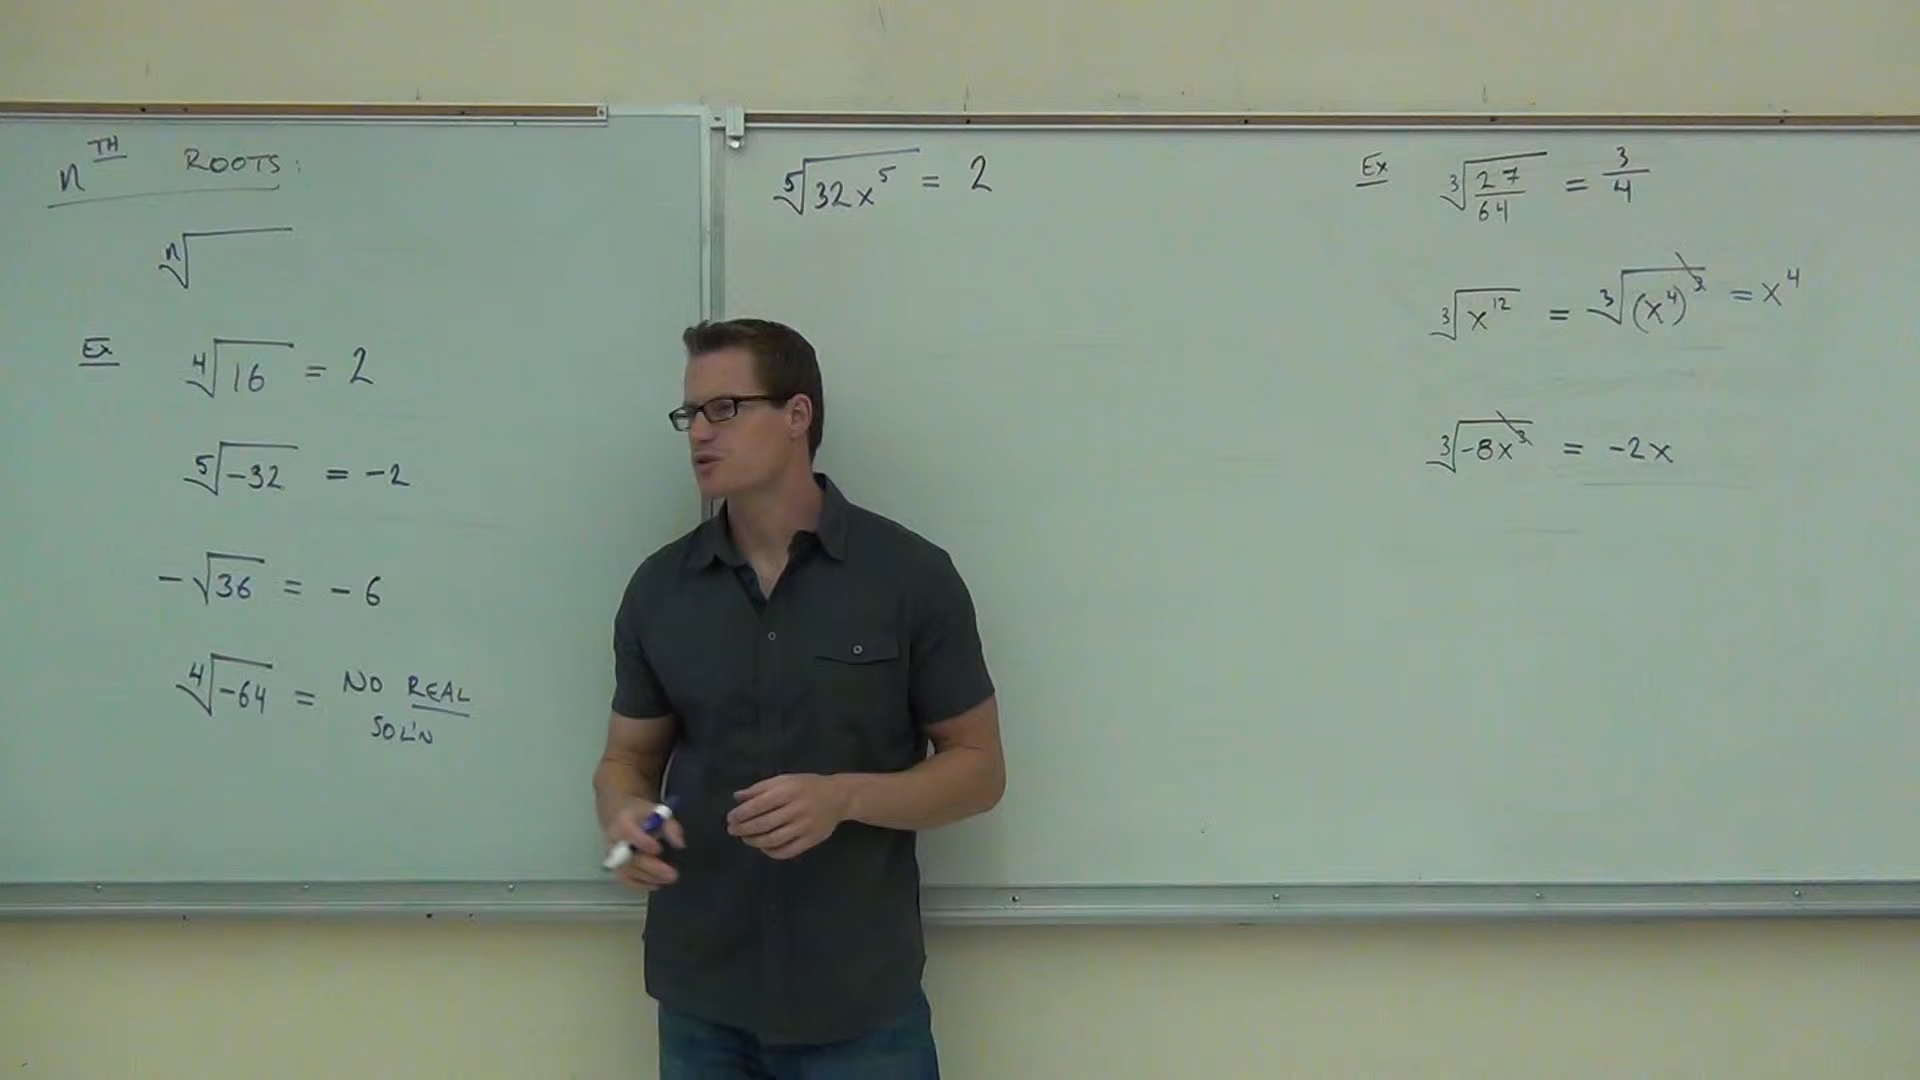 nTH ROOTS:
ⁿ√
Ex ⁴√16 = 2
⁵√-32 = -2
-√36 = -6
⁴√-64 = NO REAL
SOL'N
⁵√32x⁵ = 2
Ex ³√27/64 = 3/4
³√x¹² = ³√(x⁴)³ = x⁴
³√-8x³ = -2x